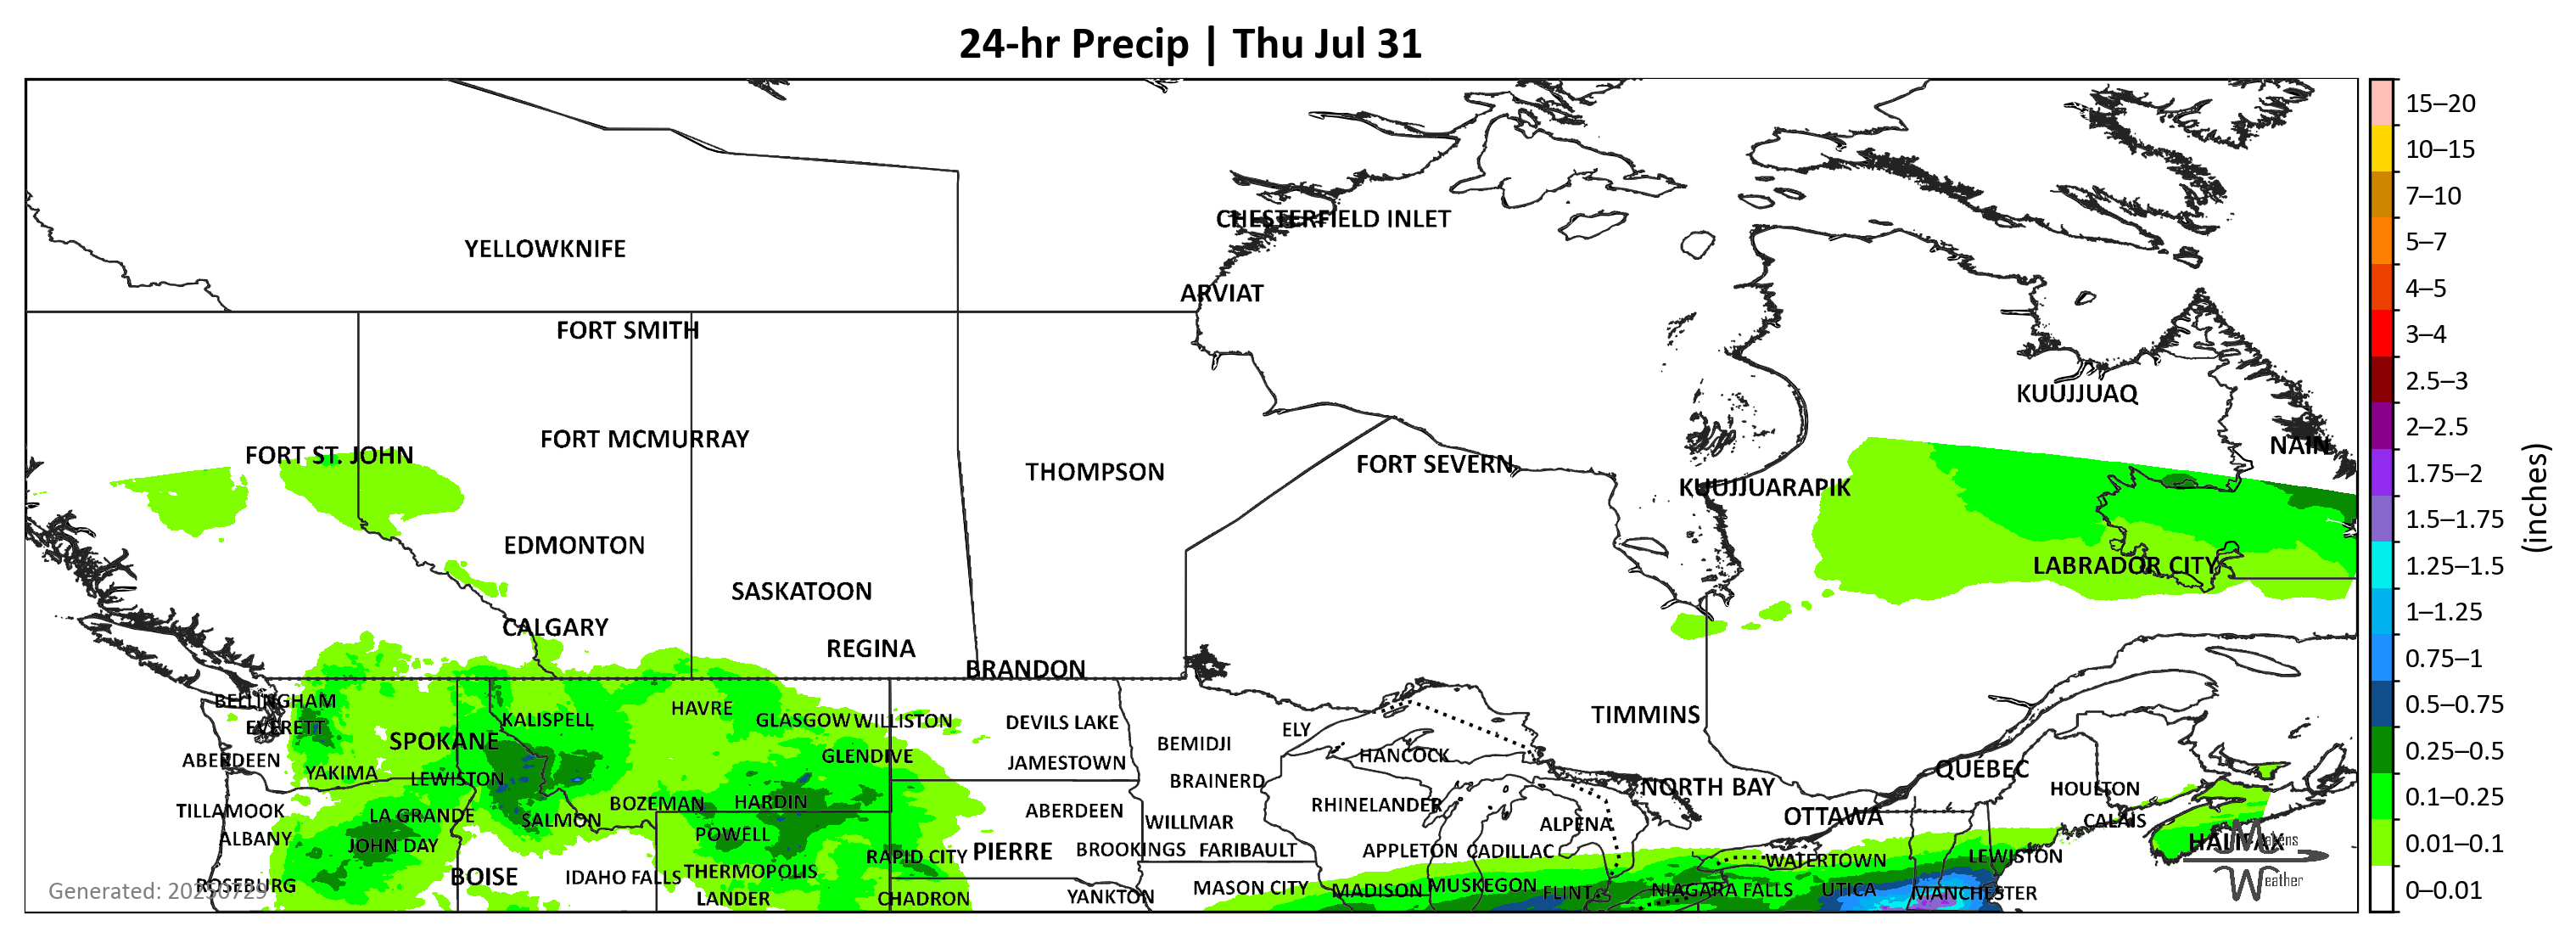 24-hr Precip | Thu Jul 31
CHESTERFIELD INLET
YELLOWKNIFE
ARVIAT
FORT SMITH
KUUJJUAQ
FORT MCMURRAY
NAIN
FORT ST. JOHN
FORT SEVERN
THOMPSON
KUUJJUARAPIK
EDMONTON
LABRADOR CITY
SASKATOON
CALGARY
REGINA
BRANDON
BELLINGHAM
HAVRE
TIMMINS
KALISPELL
GLASGOW WILLISTON
DEVILS LAKE
EVERETT
ELY
SPOKANE
BEMIDJI
GLENDIVE
HANCOCK
ABERDEEN
JAMESTOWN
QUÉBEC
YAKIMA
LEWISTON
BRAINERD
NORTH BAY
HOULTON
BOZEMAN
HARDIN
RHINELANDER
TILLAMOOK
ABERDEEN
LA GRANDE
SALMON
WILLMAR
ALPENA
OTTAWA
CALAIS
POWELL
ALBANY
JOHN DAY
HALIFAX
Mavens
BROOKINGS
FARIBAULT
APPLETON
CADILLAC
PIERRE
RAPID CITY
WATERTOWN
LEWISTON
THERMOPOLIS
BOISE
IDAHO FALLS
Weather
ROSEBURG
MUSKEGON
MASON CITY
MADISON
FLINT
NIAGARA FALLS
UTICA
MANCHESTER
Generated: 20250729
LANDER
CHADRON
YANKTON
15–20
10–15
7–10
5–7
4–5
3–4
2.5–3
2–2.5
1.75–2
1.5–1.75
1.25–1.5
1–1.25
0.75–1
0.5–0.75
0.25–0.5
0.1–0.25
0.01–0.1
0–0.01
(inches)